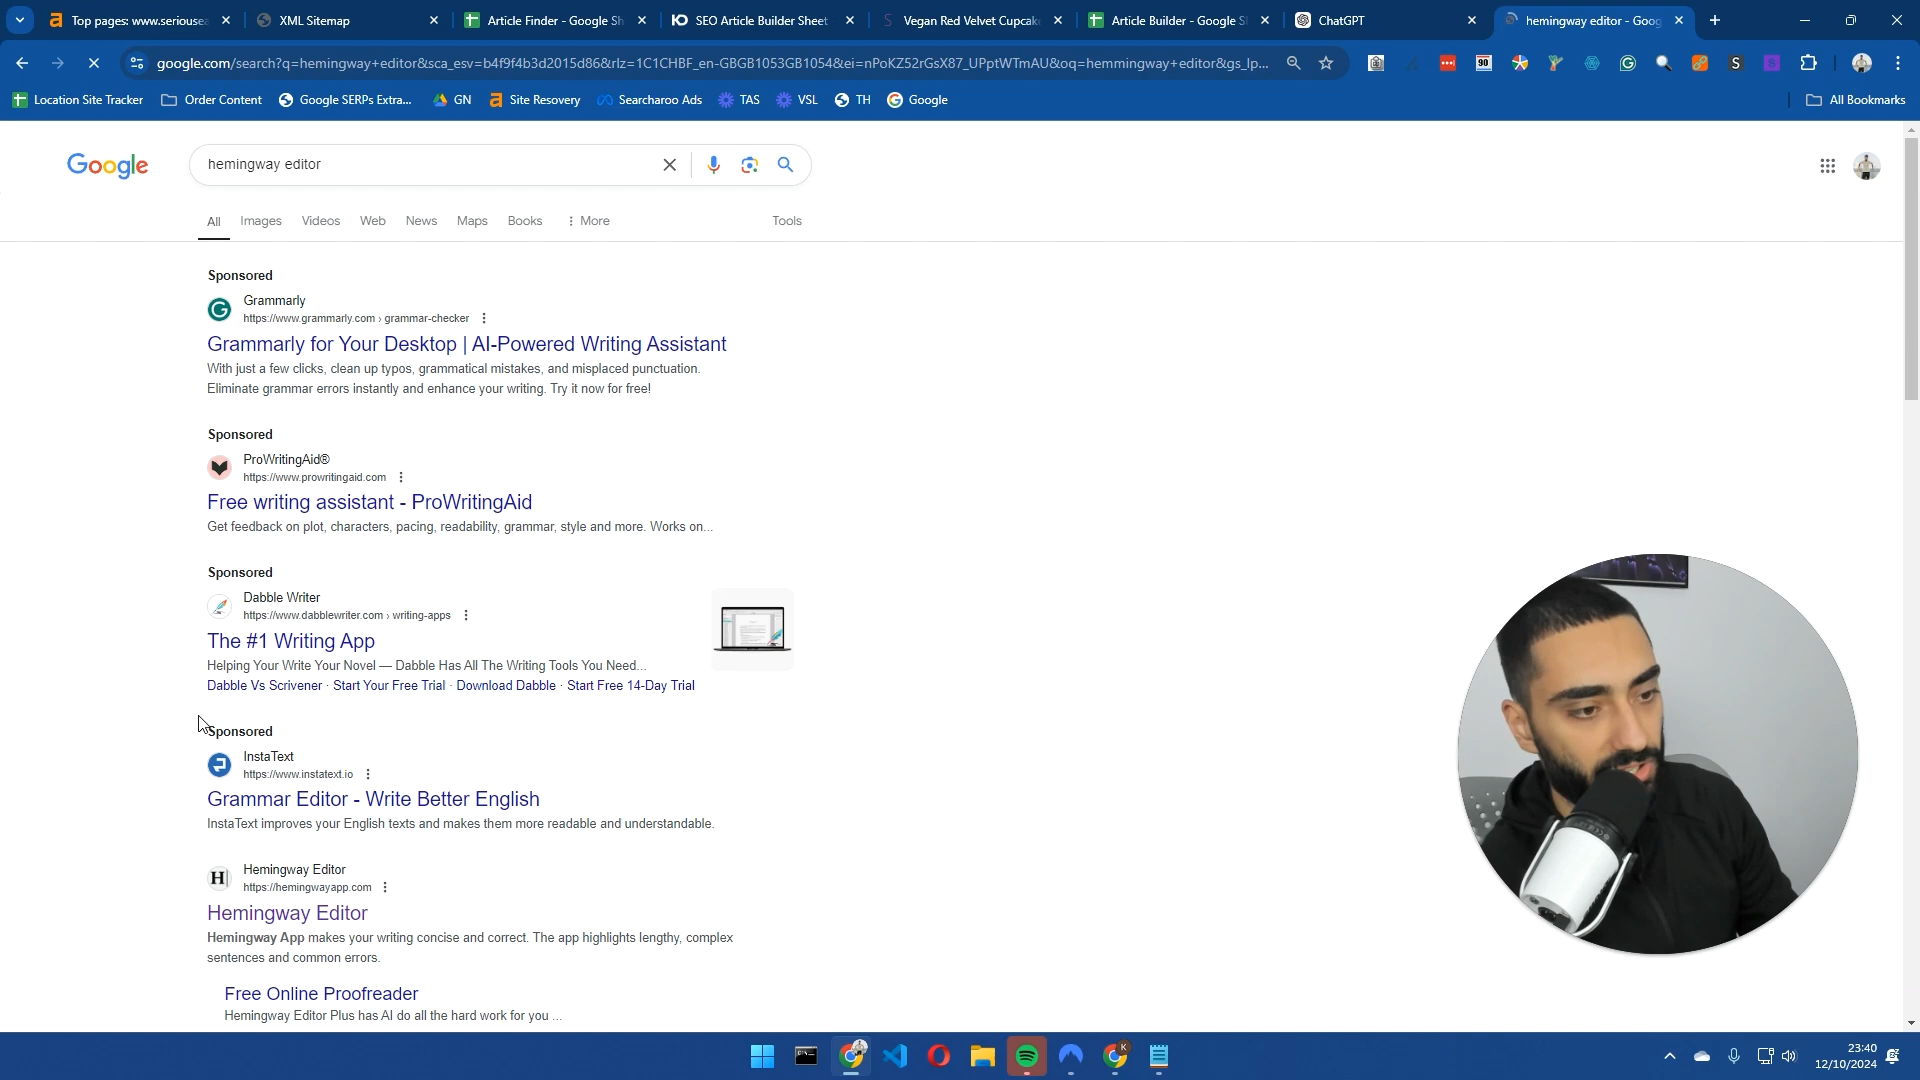 Top pages: www.seriousea
XML Sitemap
Article Finder - Google Sh
SEO Article Builder Sheet
Vegan Red Velvet Cupcak
Article Builder - Google S
ChatGPT
hemingway editor - Goog
google.com/search?q=hemingway+editor&sca_esv=b4f9f4b3d2015d86&rlz=1C1CHBF_en-GBGB1053GB1054&ei=nPoKZ52rGsX87_UPptWTmAU&oq=hemmingway+editor&gs_lp...
Location Site Tracker
Order Content
Google SERPs Extra...
GN
Site Recovery
Searcharoo Ads
TAS
VSL
TH
Google
All Bookmarks
Google
hemingway editor
All
Images
Videos
Web
News
Maps
Books
More
Tools
Sponsored
Grammarly
https://www.grammarly.com › grammar-checker
Grammarly for Your Desktop | AI-Powered Writing Assistant
With just a few clicks, clean up typos, grammatical mistakes, and misplaced punctuation.
Eliminate grammar errors instantly and enhance your writing. Try it now for free!
Sponsored
ProWritingAid®
https://www.prowritingaid.com
Free writing assistant - ProWritingAid
Get feedback on plot, characters, pacing, readability, grammar, style and more. Works on...
Sponsored
Dabble Writer
https://www.dabblewriter.com › writing-apps
The #1 Writing App
Helping Your Write Your Novel — Dabble Has All The Writing Tools You Need...
Dabble Vs Scrivener · Start Your Free Trial · Download Dabble · Start Free 14-Day Trial
Sponsored
InstaText
https://www.instatext.io
Grammar Editor - Write Better English
InstaText improves your English texts and makes them more readable and understandable.
Hemingway Editor
https://hemingwayapp.com
Hemingway Editor
Hemingway App makes your writing concise and correct. The app highlights lengthy, complex
sentences and common errors.
Free Online Proofreader
Hemingway Editor Plus has AI do all the hard work for you ...
23:40
12/10/2024